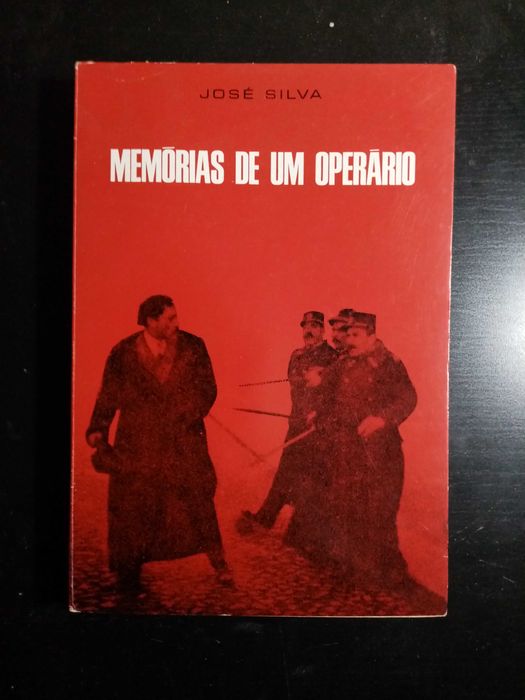 JOSÉ SILVA
MEMÓRIAS DE UM OPERÁRIO